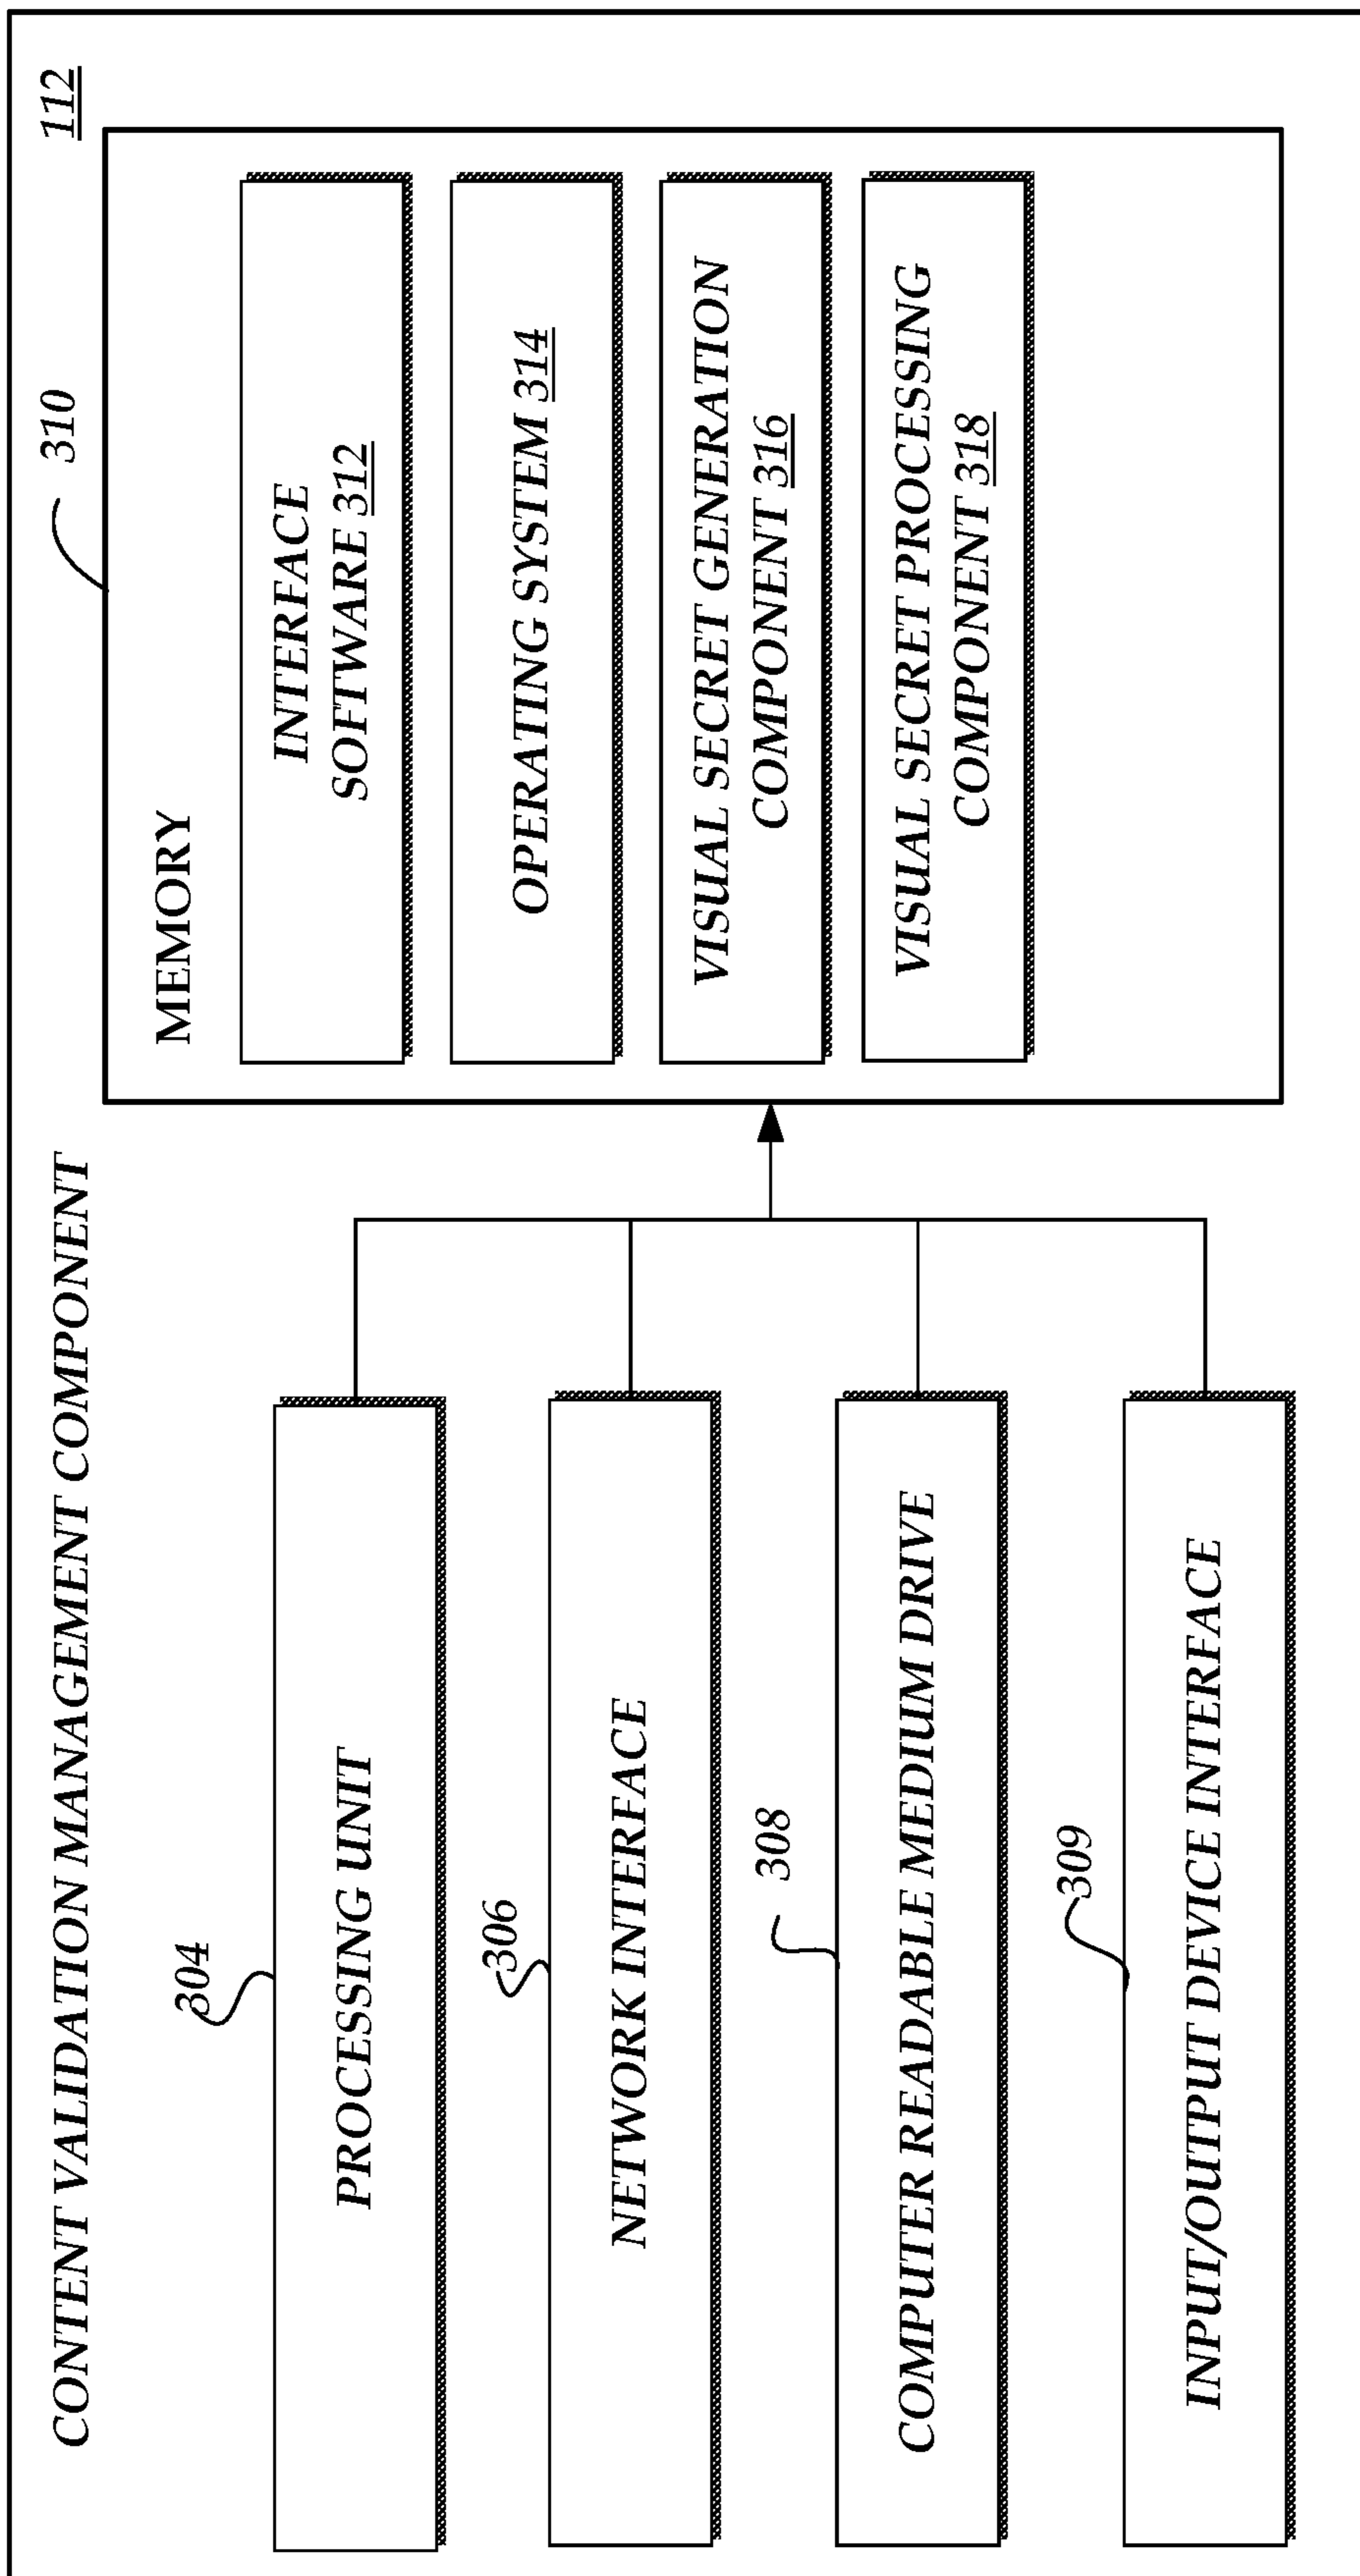 CONTENT VALIDATION MANAGEMENT COMPONENT
112
304
PROCESSING UNIT
306
NETWORK INTERFACE
308
COMPUTER READABLE MEDIUM DRIVE
309
INPUT/OUTPUT DEVICE INTERFACE
310
MEMORY
INTERFACE
SOFTWARE 312
OPERATING SYSTEM 314
VISUAL SECRET GENERATION
COMPONENT 316
VISUAL SECRET PROCESSING
COMPONENT 318